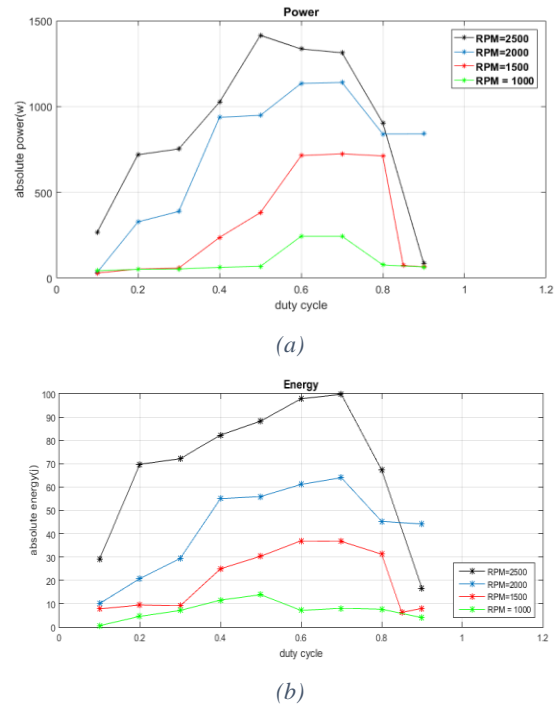 Power
1500
1000
500
0
absolute power(w)
0 0.2 0.4 0.6 0.8 1 1.2
duty cycle
RPM=2500
RPM=2000
RPM=1500
RPM = 1000
(a)
Energy
100
90
80
70
60
50
40
30
20
10
0
absolute energy(j)
0 0.2 0.4 0.6 0.8 1 1.2
duty cycle
RPM=2500
RPM=2000
RPM=1500
RPM = 1000
(b)